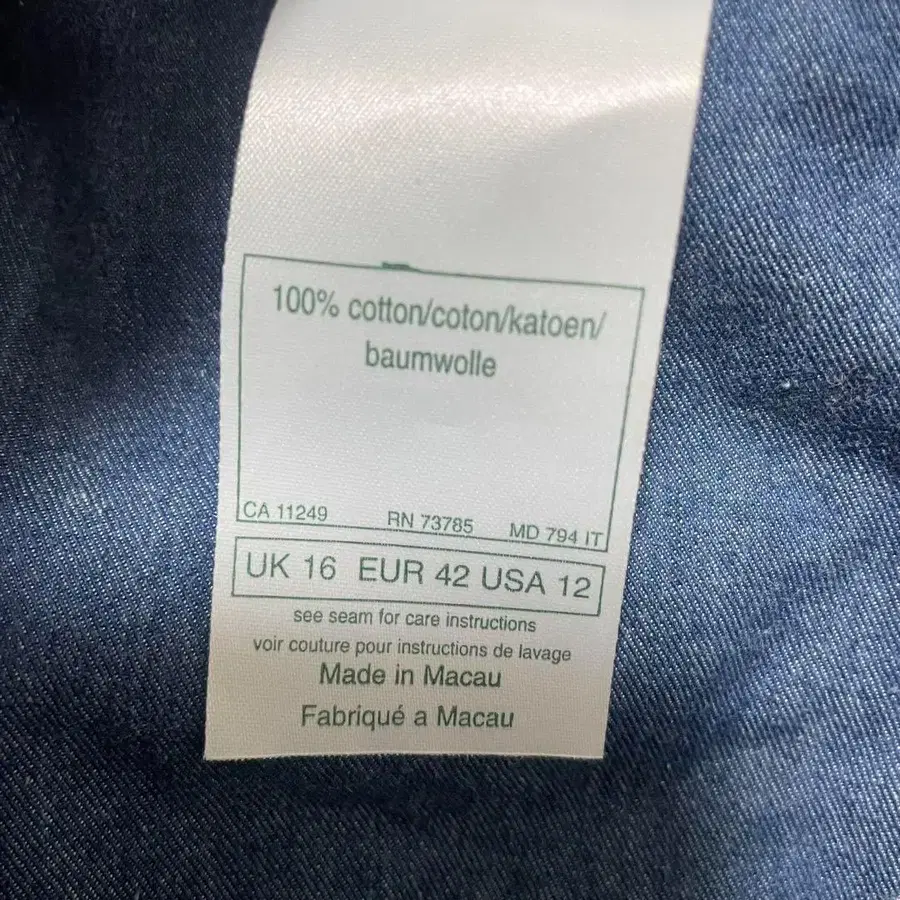 100% cotton/coton/katoen/
baumwolle
CA 11249 RN 73785 MD 794 IT
UK 16 EUR 42 USA 12
see seam for care instructions
voir couture pour instructions de lavage
Made in Macau
Fabriqué a Macau